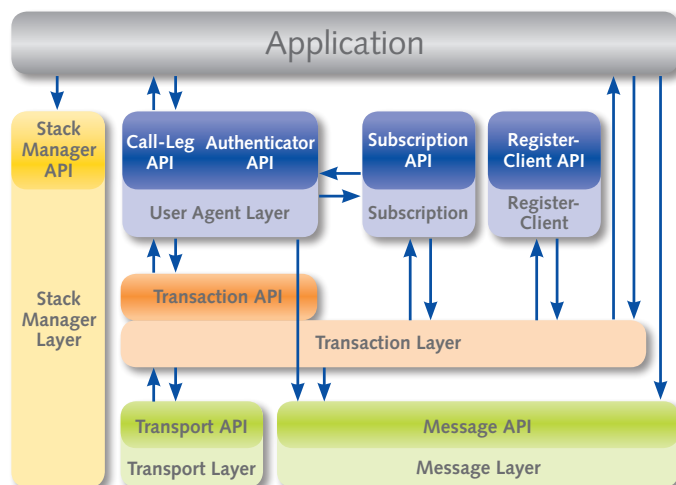 Application
Stack
Manager
API
Call-Leg
API
Authenticator
API
Subscription
API
Register-
Client API
User Agent Layer
Subscription
Register-
Client
Transaction API
Stack
Manager
Layer
Transaction Layer
Transport API
Message API
Transport Layer
Message Layer